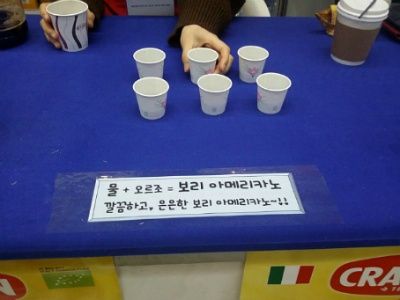 물 + 오르조 = 보리 아메리카노
깔끔하고, 은은한 보리 아메리카노~!!
CRA